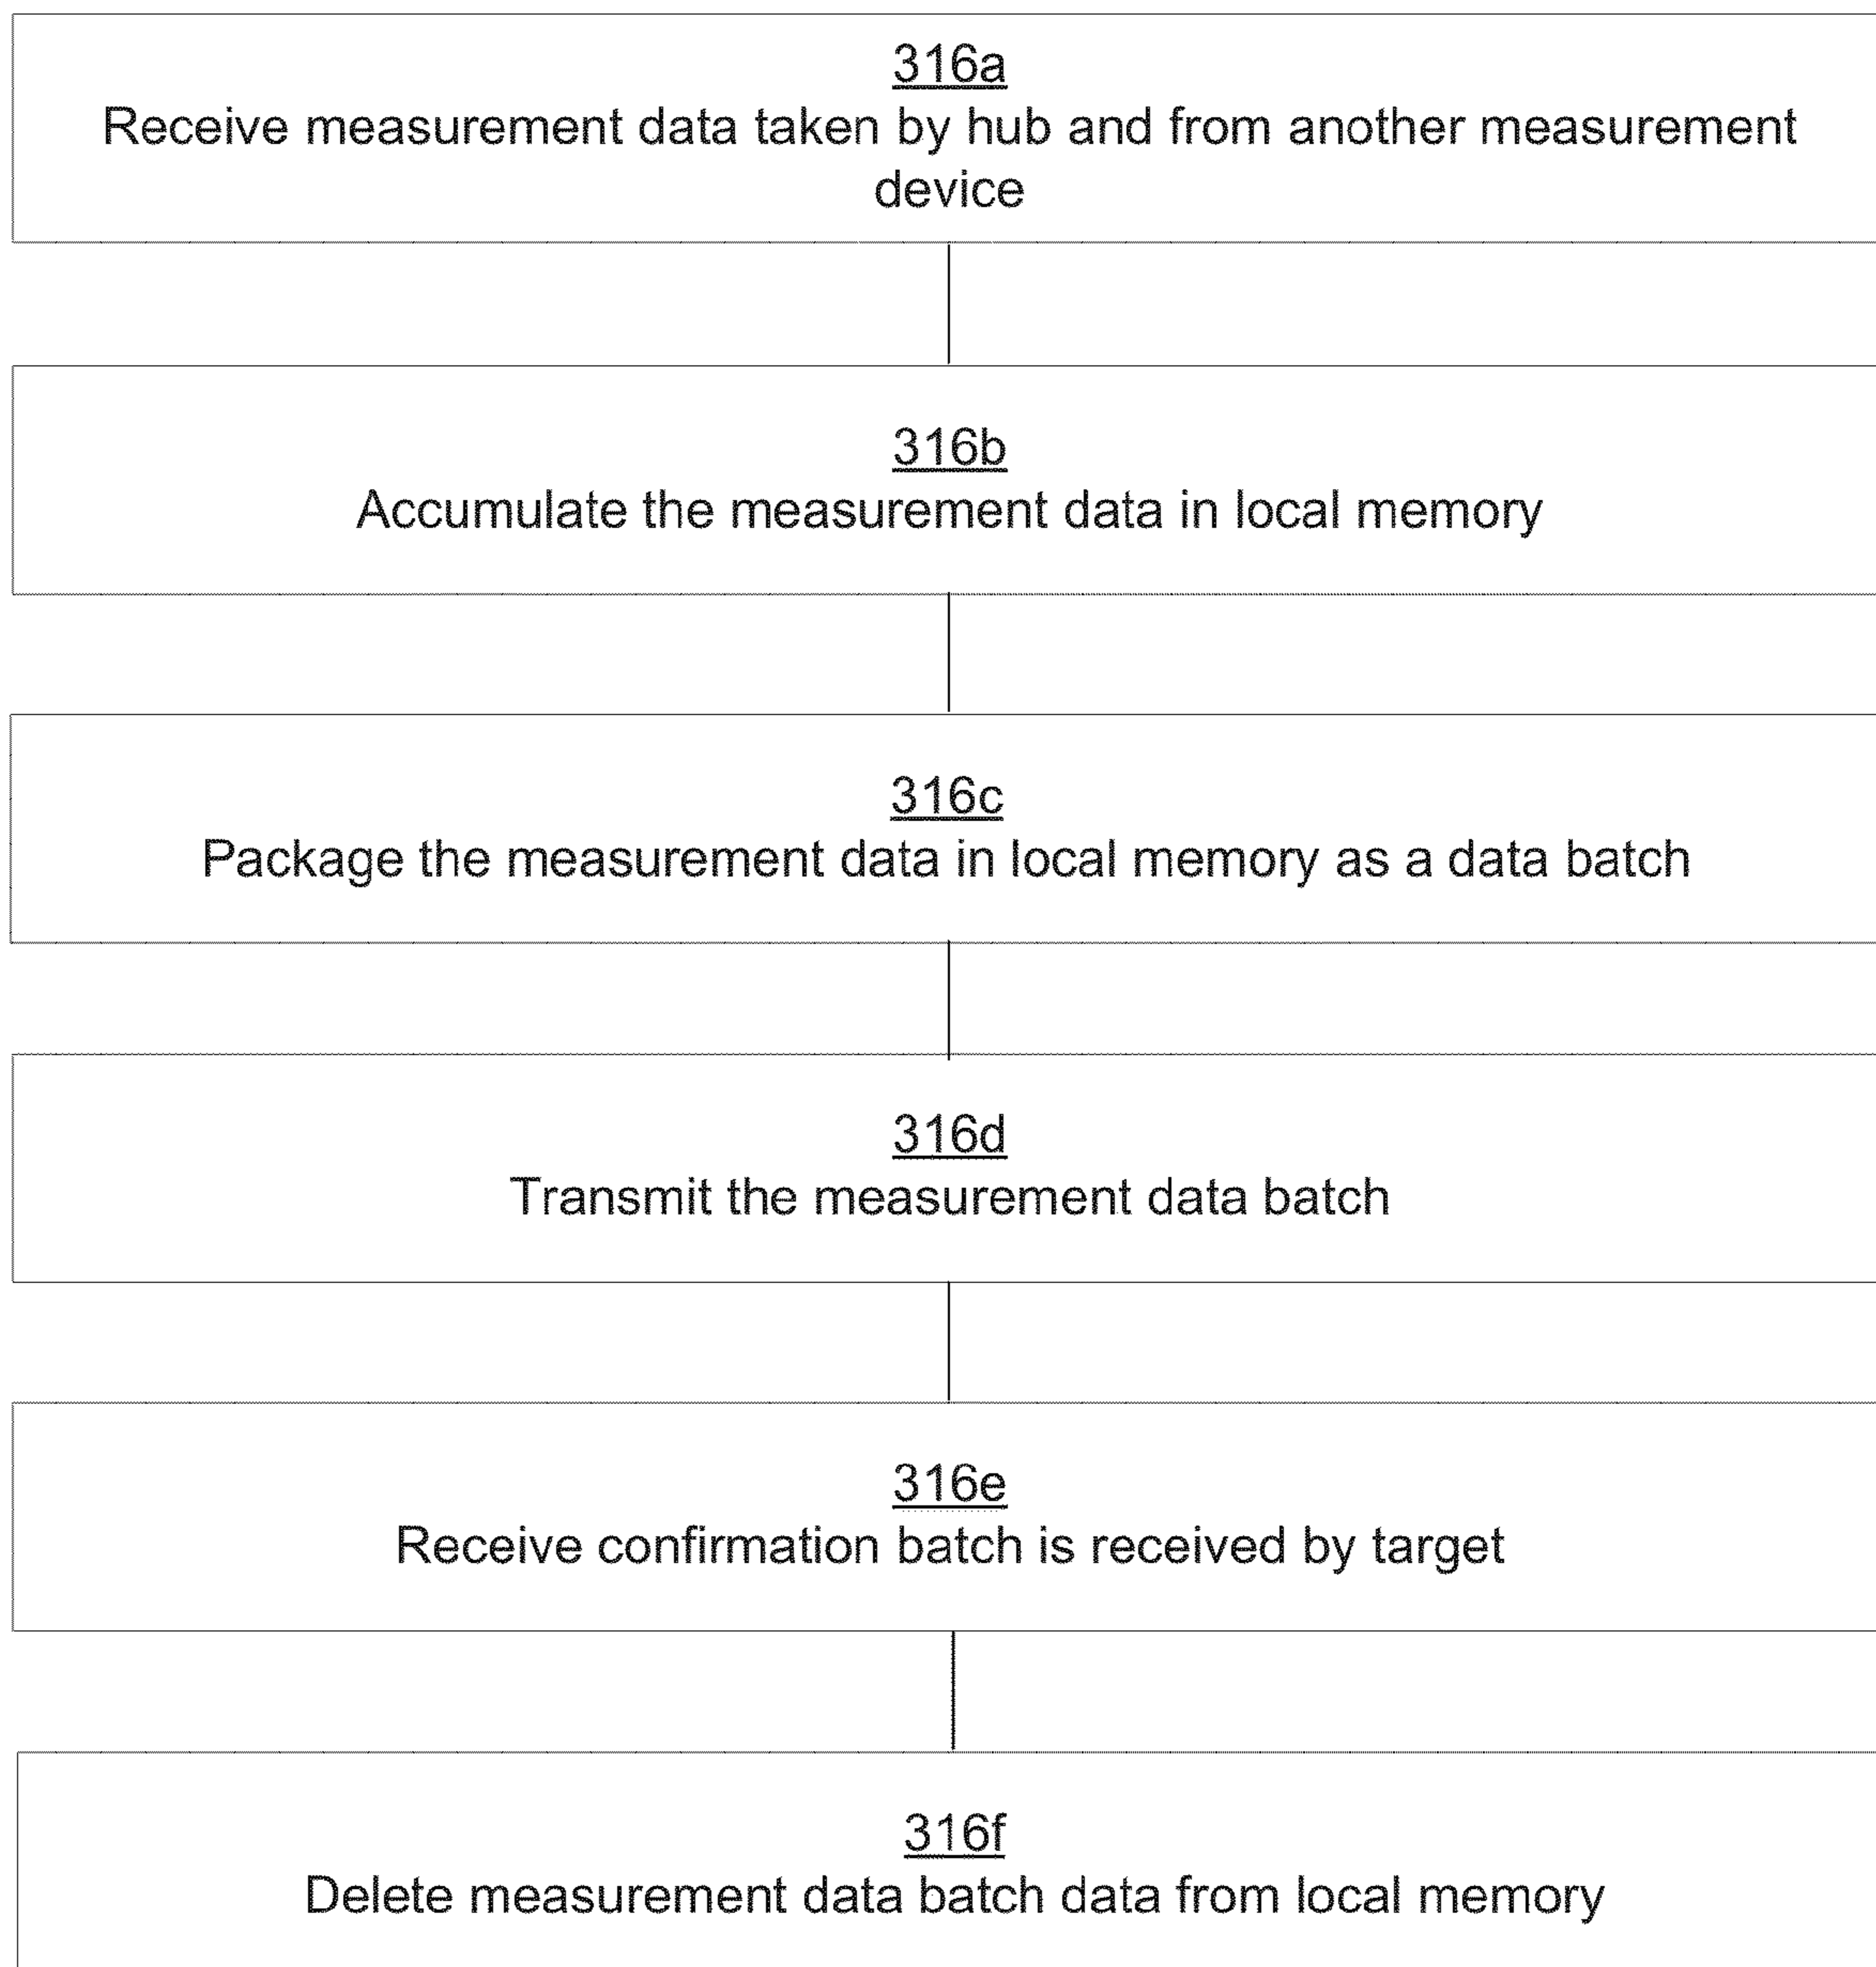 316a
Receive measurement data taken by hub and from another measurement
device
316b
Accumulate the measurement data in local memory
316c
Package the measurement data in local memory as a data batch
316d
Transmit the measurement data batch
316e
Receive confirmation batch is received by target
316f
Delete measurement data batch data from local memory